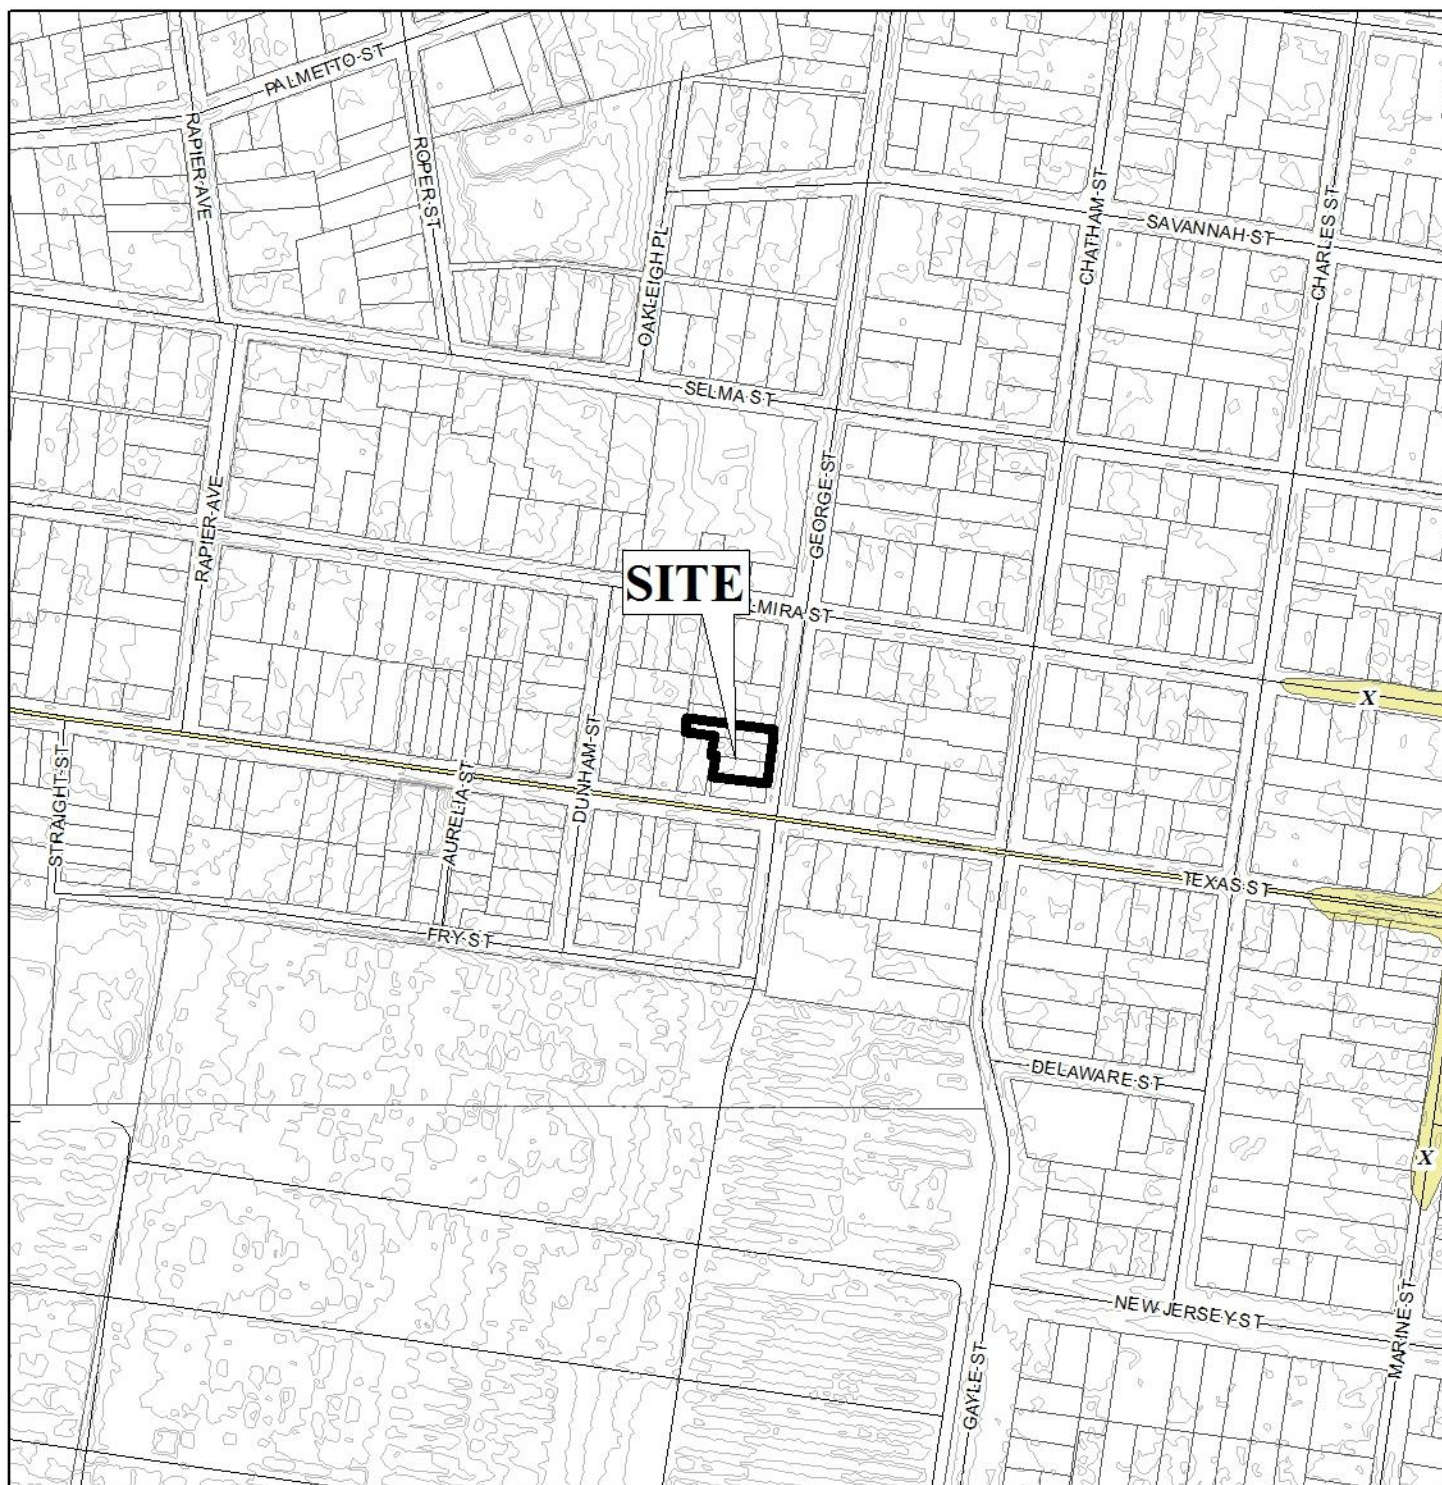 PALMETTO ST
RAPIER AVE
ROPER ST
CHATHAM ST
SAVANNAH ST
CHARLES ST
OAKLEIGH PL
SELMA ST
GEORGE ST
RAPIER AVE
SITE
LMIRA ST
X
DUNHAM ST
STRAIGHT ST
AURELIA ST
TEXAS ST
FRY ST
DELAWARE ST
X
NEW JERSEY ST
MARINE ST
GAYLE ST